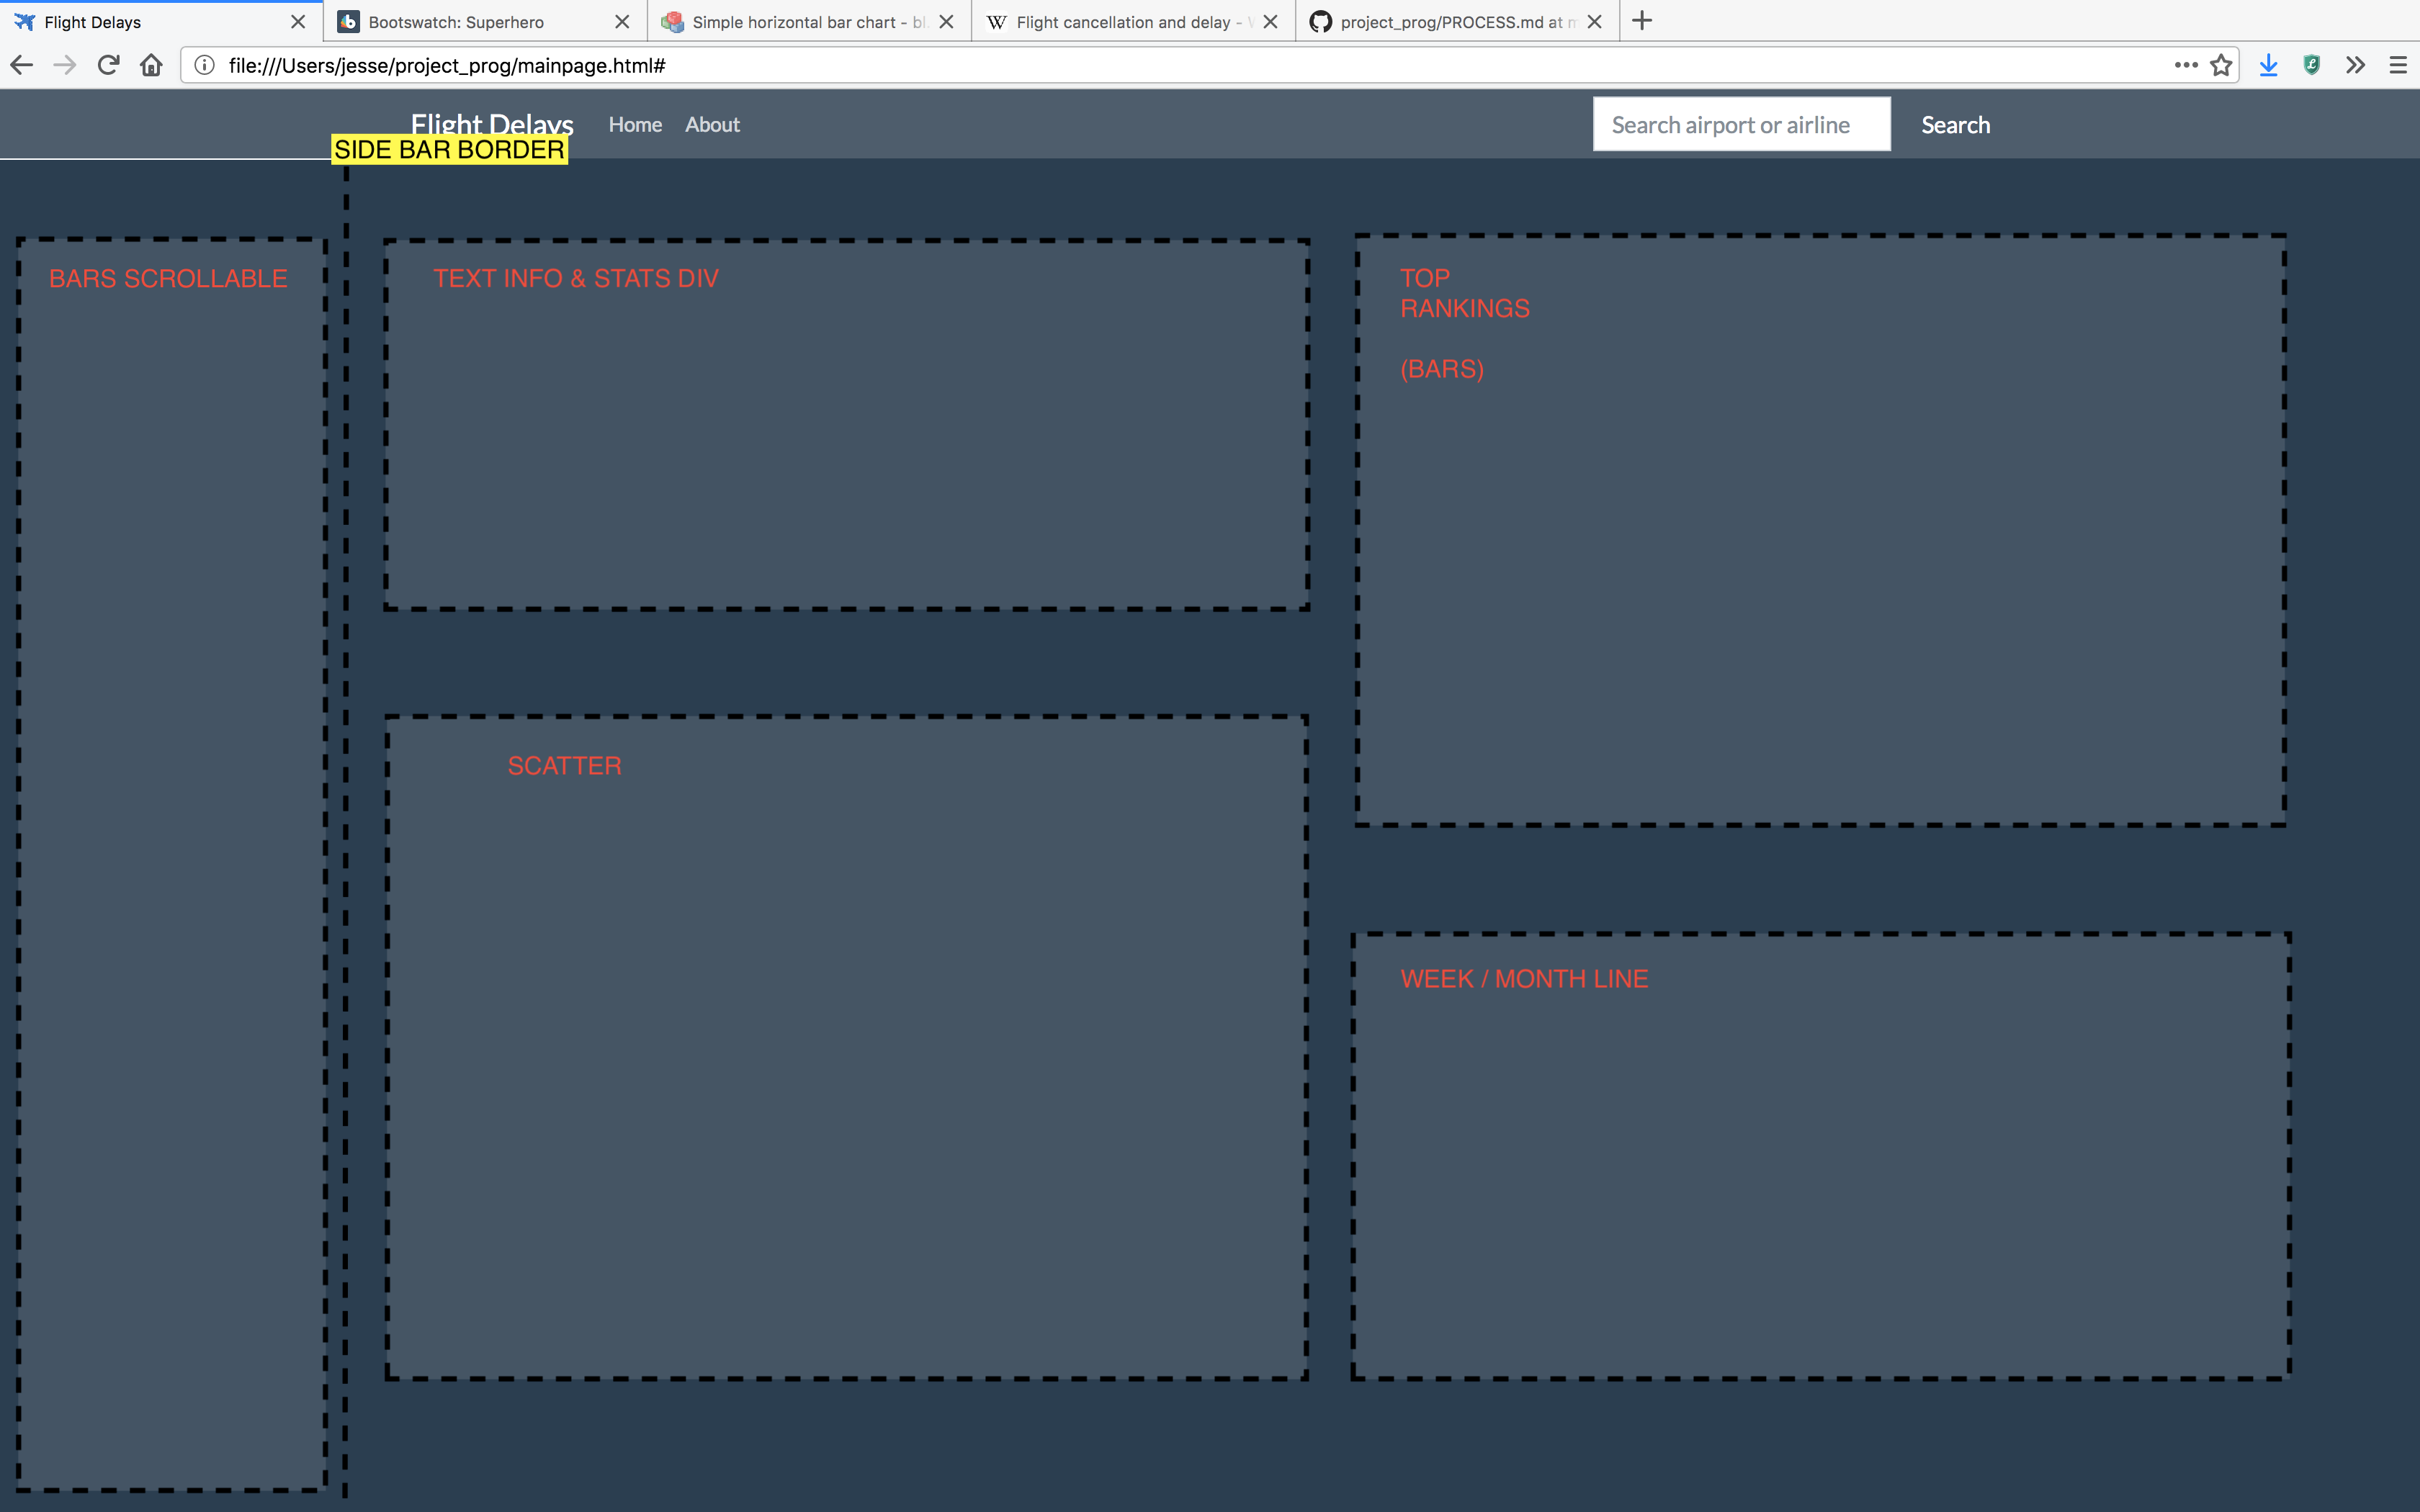 Flight Delays
Bootswatch: Superhero
Simple horizontal bar chart - bl
Flight cancellation and delay -
project_prog/PROCESS.md at m
file:///Users/jesse/project_prog/mainpage.html#
Flight Delays
Home
About
Search airport or airline
Search
SIDE BAR BORDER
BARS SCROLLABLE
TEXT INFO & STATS DIV
TOP
RANKINGS
(BARS)
SCATTER
WEEK / MONTH LINE